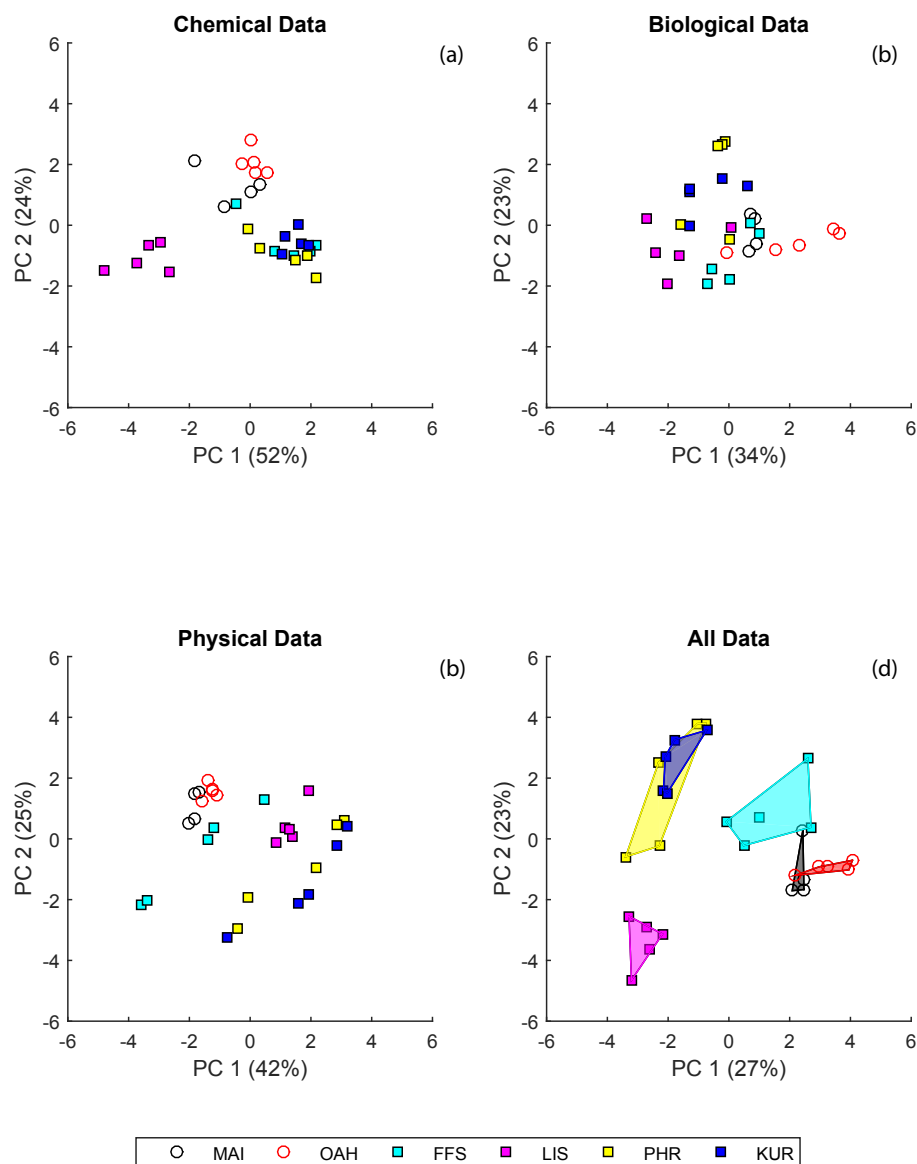 Chemical Data
(a)
6
4
2
0
-2
-4
-6
PC 2 (24%)
-6 -4 -2 0 2 4 6
PC 1 (52%)
Biological Data
(b)
6
4
2
0
-2
-4
-6
PC 2 (23%)
-6 -4 -2 0 2 4 6
PC 1 (34%)
Physical Data
(b)
6
4
2
0
-2
-4
-6
PC 2 (25%)
-6 -4 -2 0 2 4 6
PC 1 (42%)
All Data
(d)
6
4
2
0
-2
-4
-6
PC 2 (23%)
-6 -4 -2 0 2 4 6
PC 1 (27%)
MAI OAH FFS LIS PHR KUR